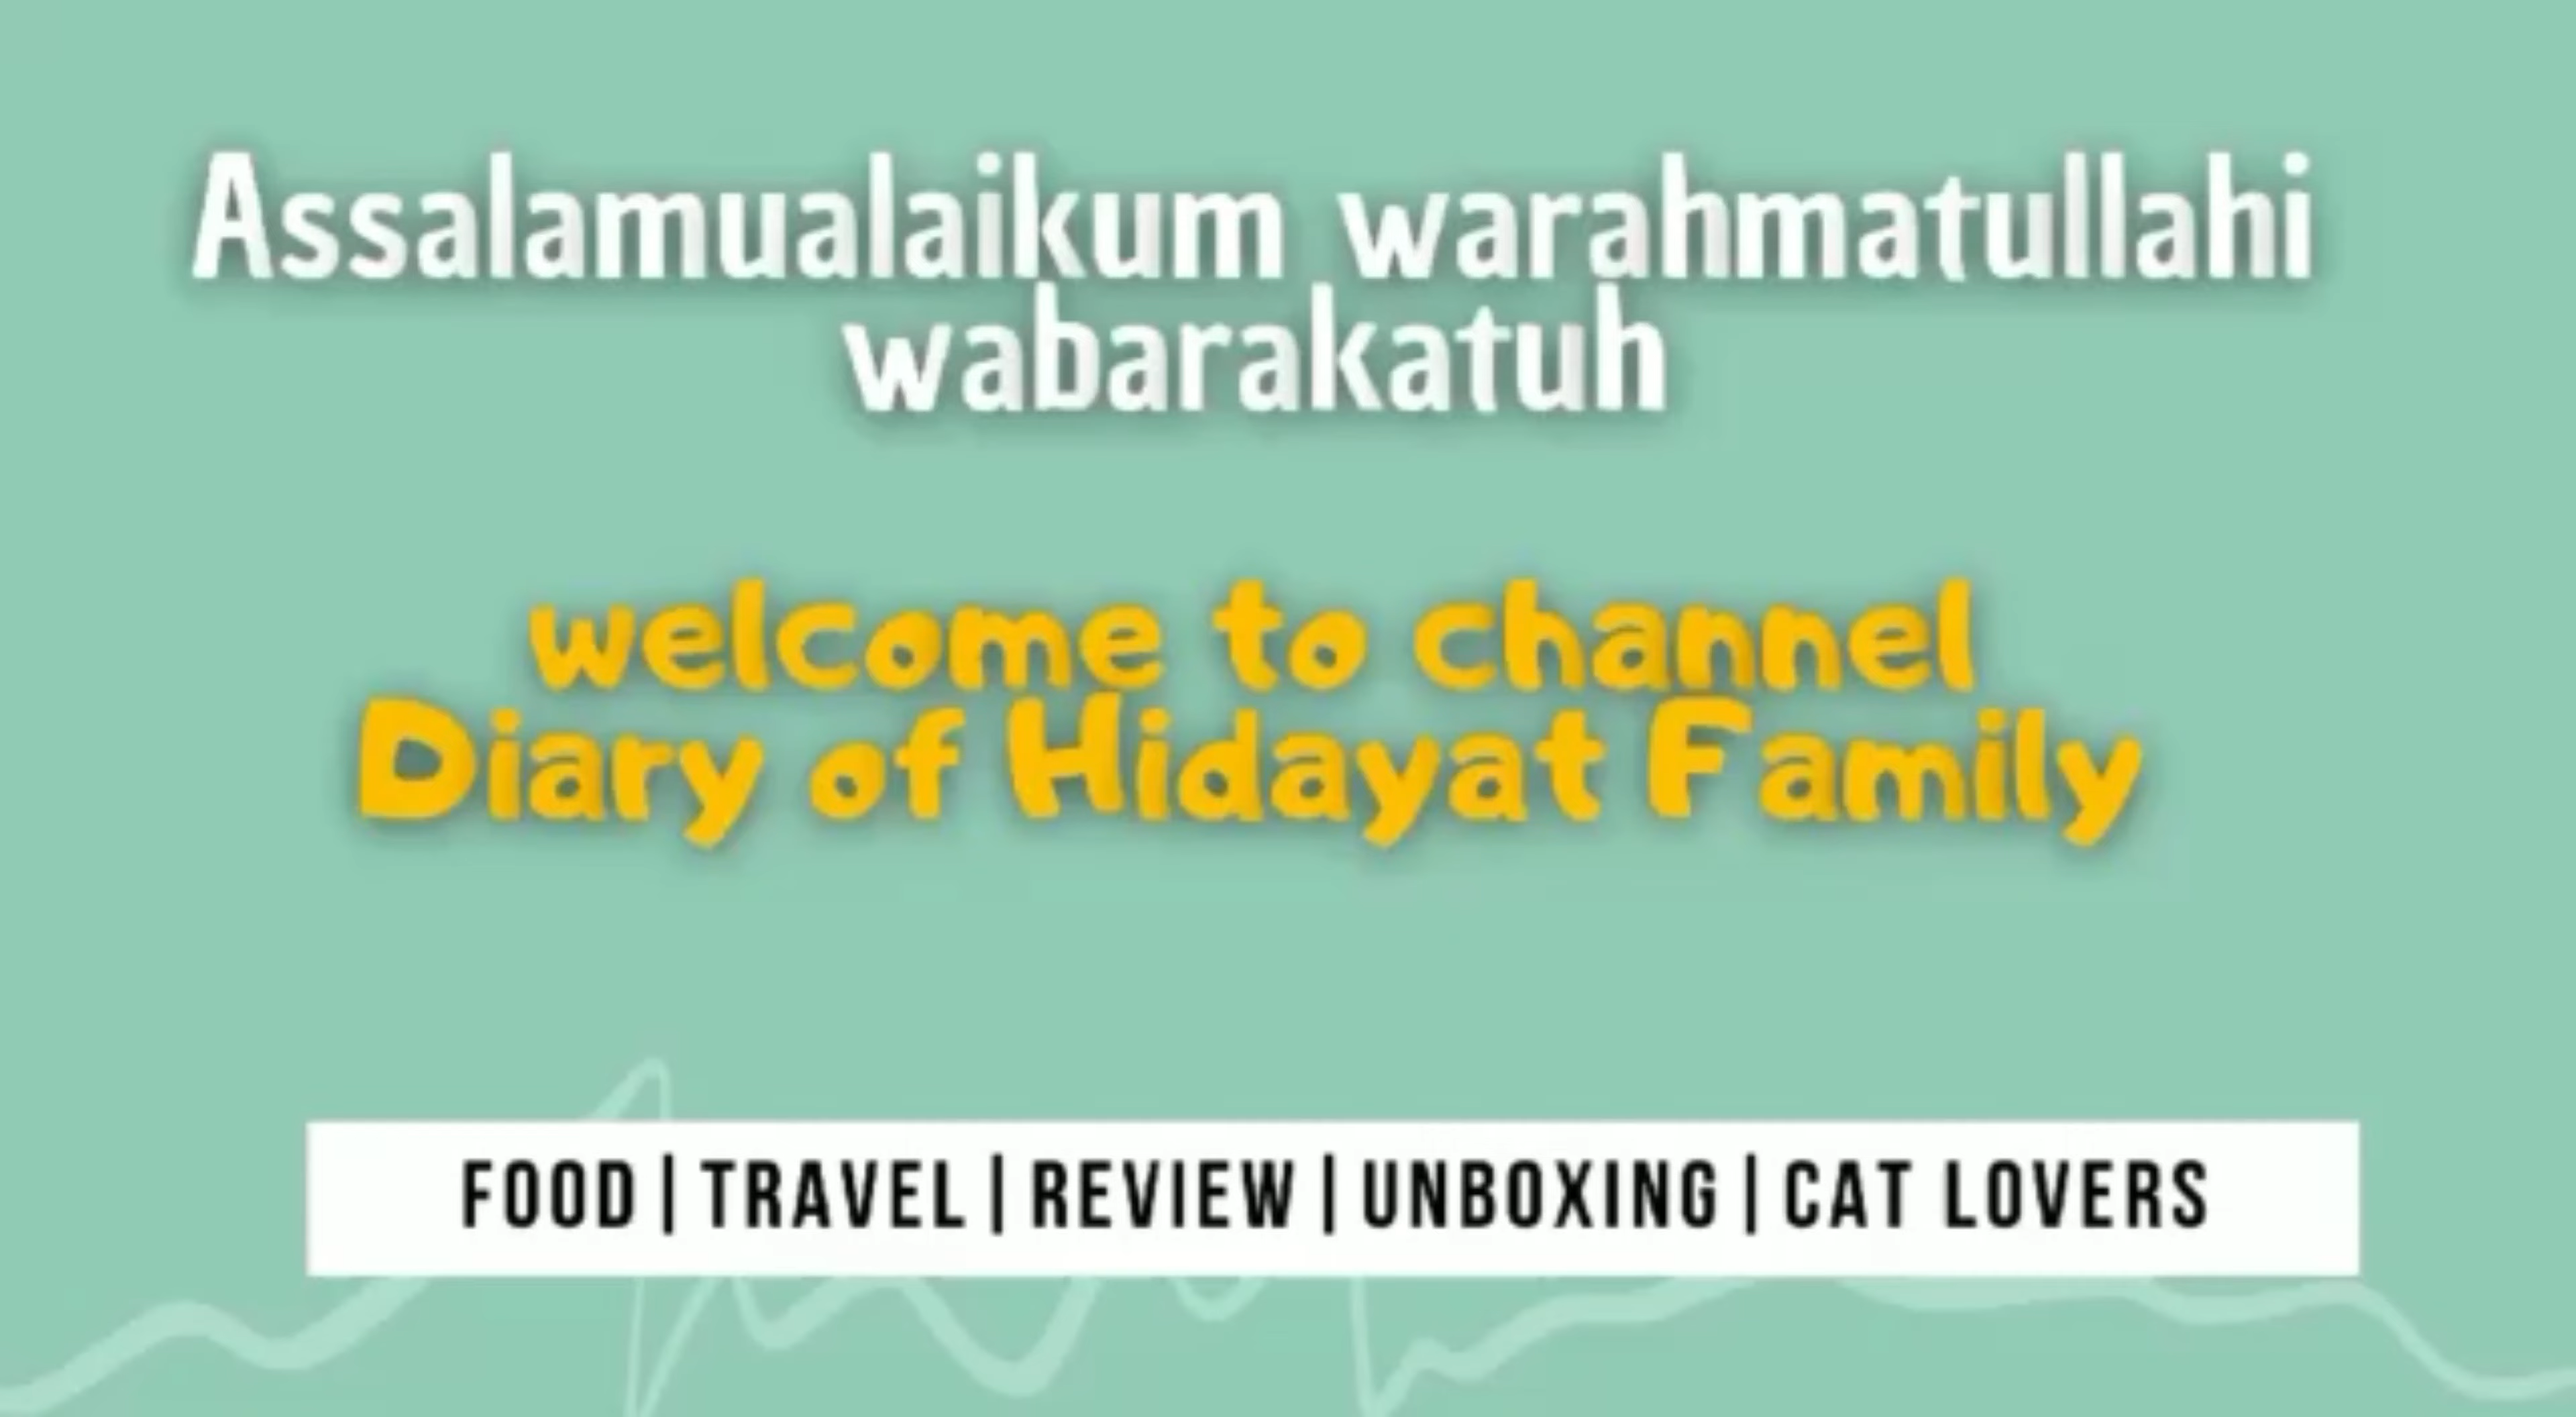 Assalamualaikum warahmatullahi
wabarakatuh
welcome to channel
Diary of Hidayat Family
FOOD | TRAVEL | REVIEW | UNBOXING | CAT LOVERS